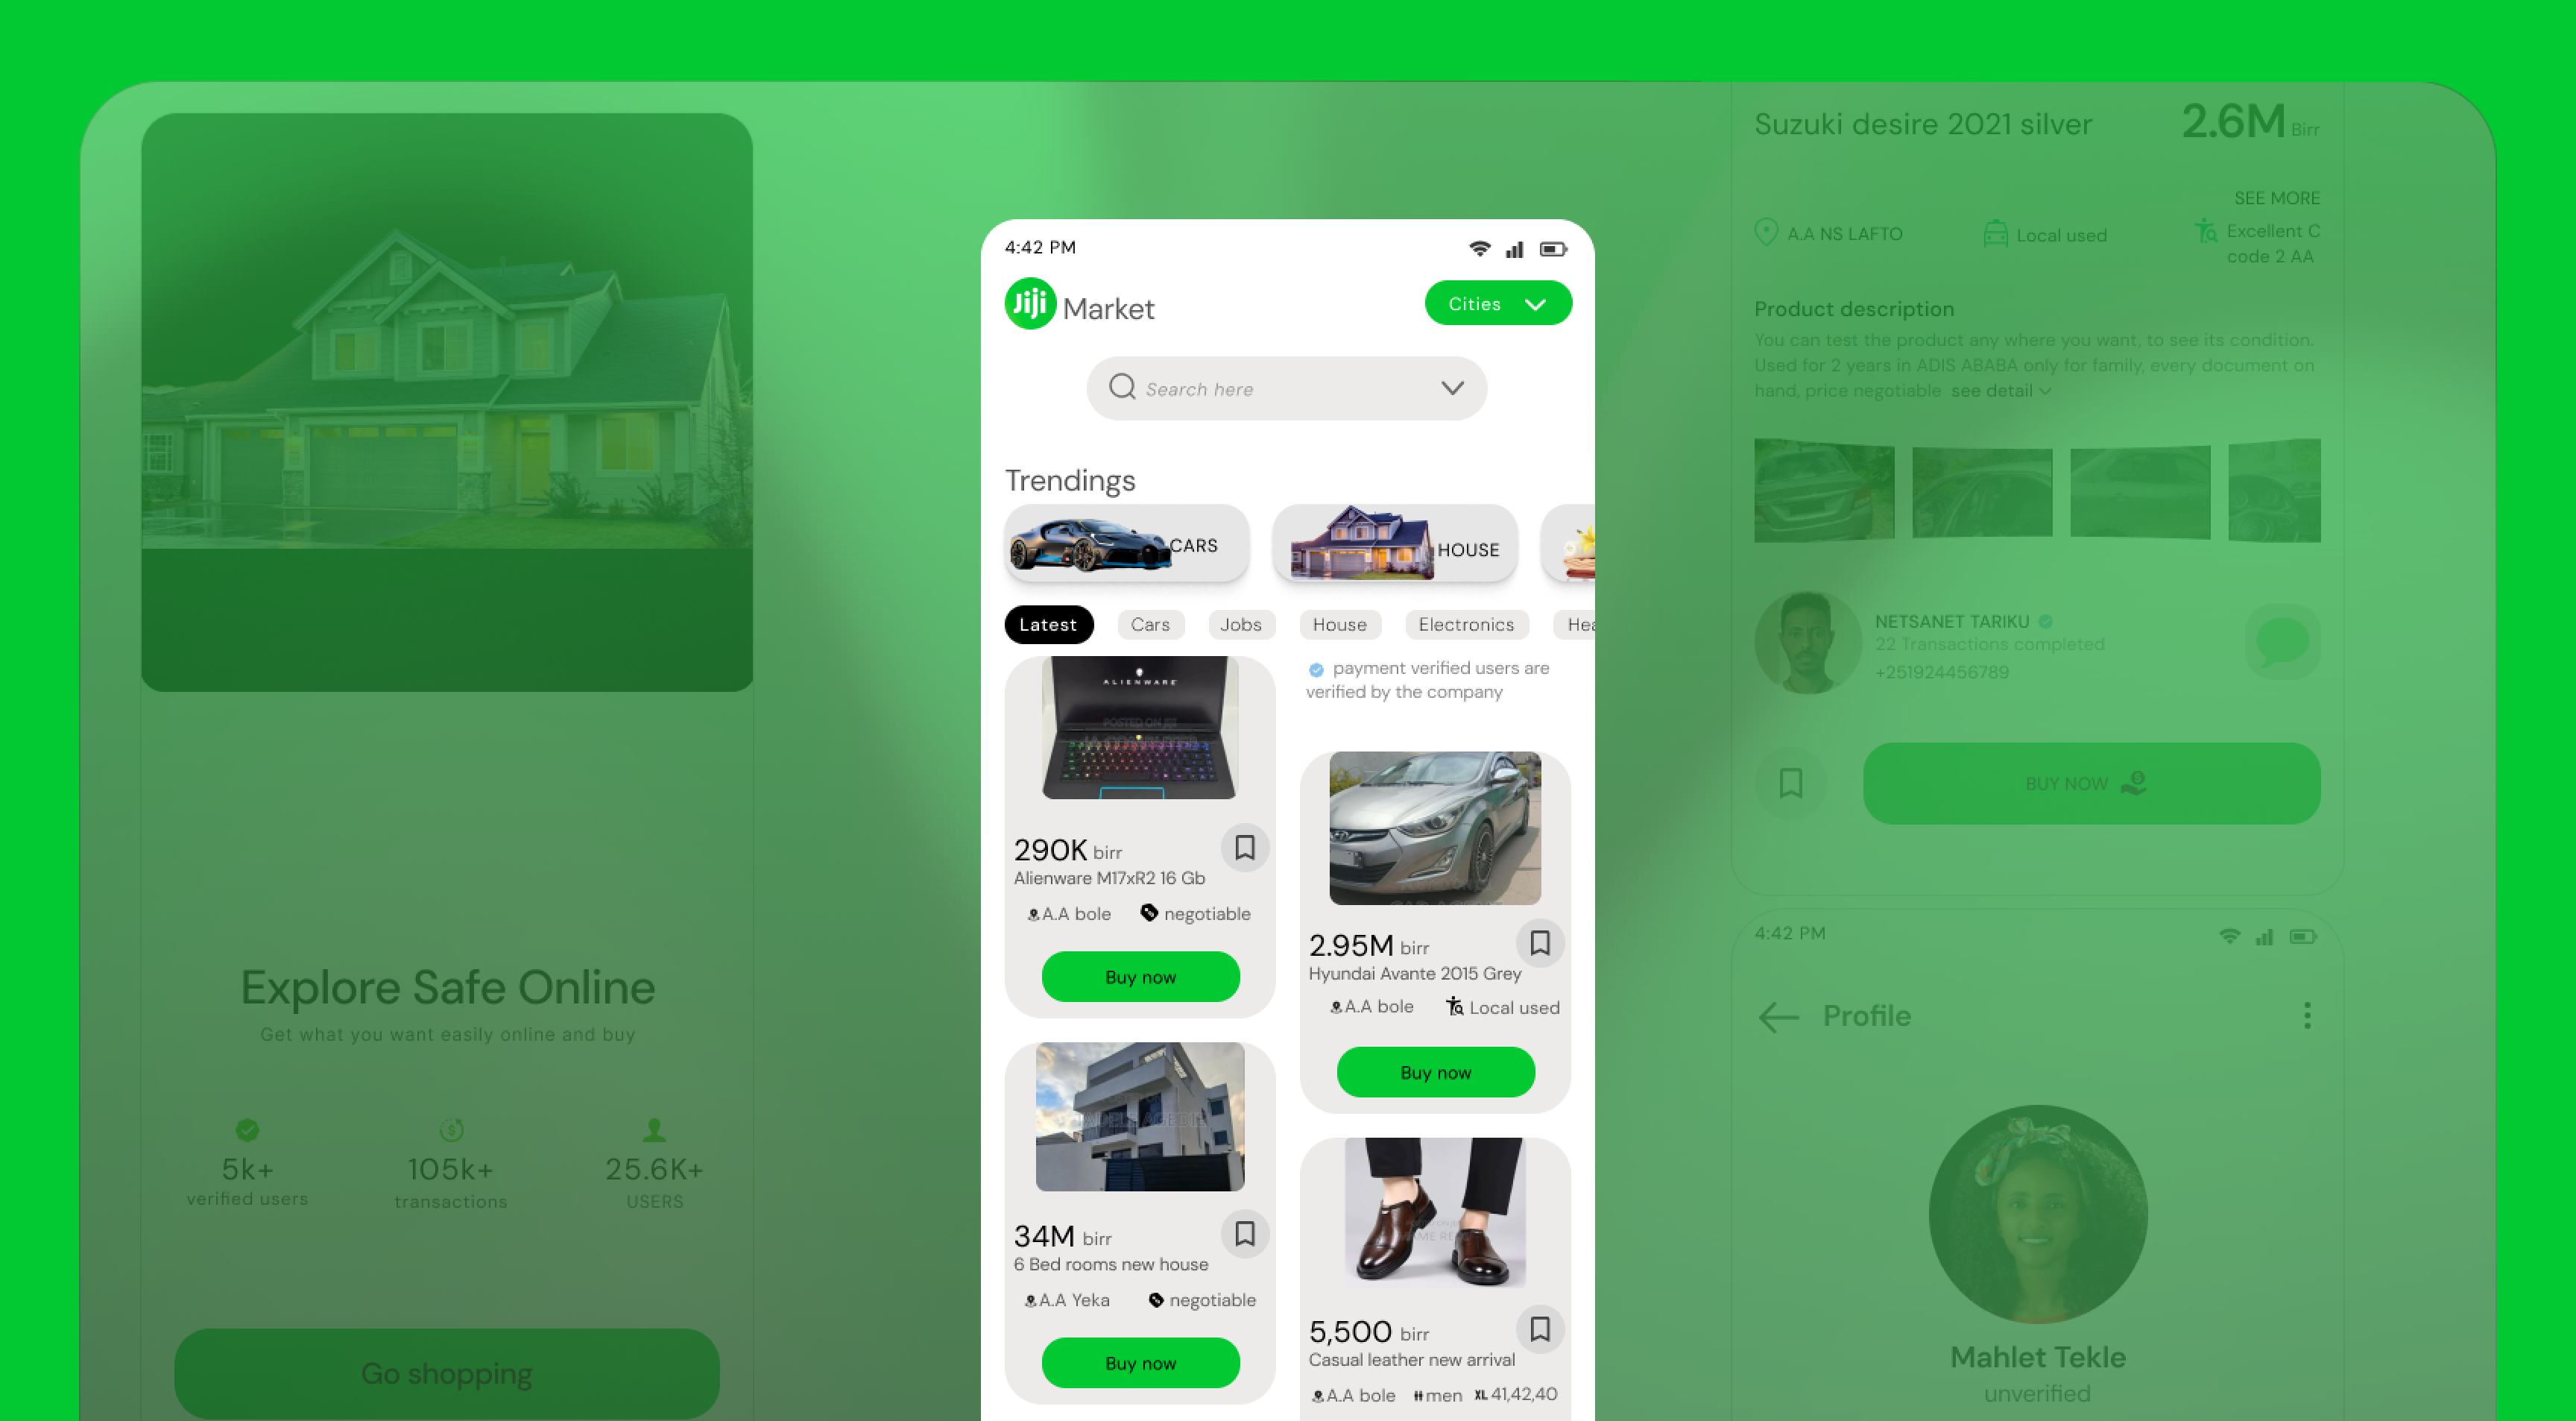 Explore Safe Online
Get what you want easily online and buy
5k+
verified users
105k+
transactions
25.6K+
USERS
Go shopping
4:42 PM
Jiji Market
Cities
Search here
Trendings
CARS
HOUSE
Latest
Cars
Jobs
House
Electronics
Hea
ALIENWARE
POSTED ON JIJI
290K birr
Alienware M17xR2 16 Gb
A.A bole
negotiable
Buy now
34M birr
6 Bed rooms new house
A.A Yeka
negotiable
Buy now
payment verified users are
verified by the company
2.95M birr
Hyundai Avante 2015 Grey
A.A bole
Local used
Buy now
5,500 birr
Casual leather new arrival
A.A bole
men
XL 41,42,40
Suzuki desire 2021 silver
2.6M Birr
SEE MORE
A.A NS LAFTO
Local used
Excellent C
code 2 AA
Product description
You can test the product any where you want, to see its condition.
Used for 2 years in ADIS ABABA only for family, every document on
hand, price negotiable see detail
NETSANET TARIKU
22 Transactions completed
+251924456789
BUY NOW
4:42 PM
Profile
Mahlet Tekle
unverified